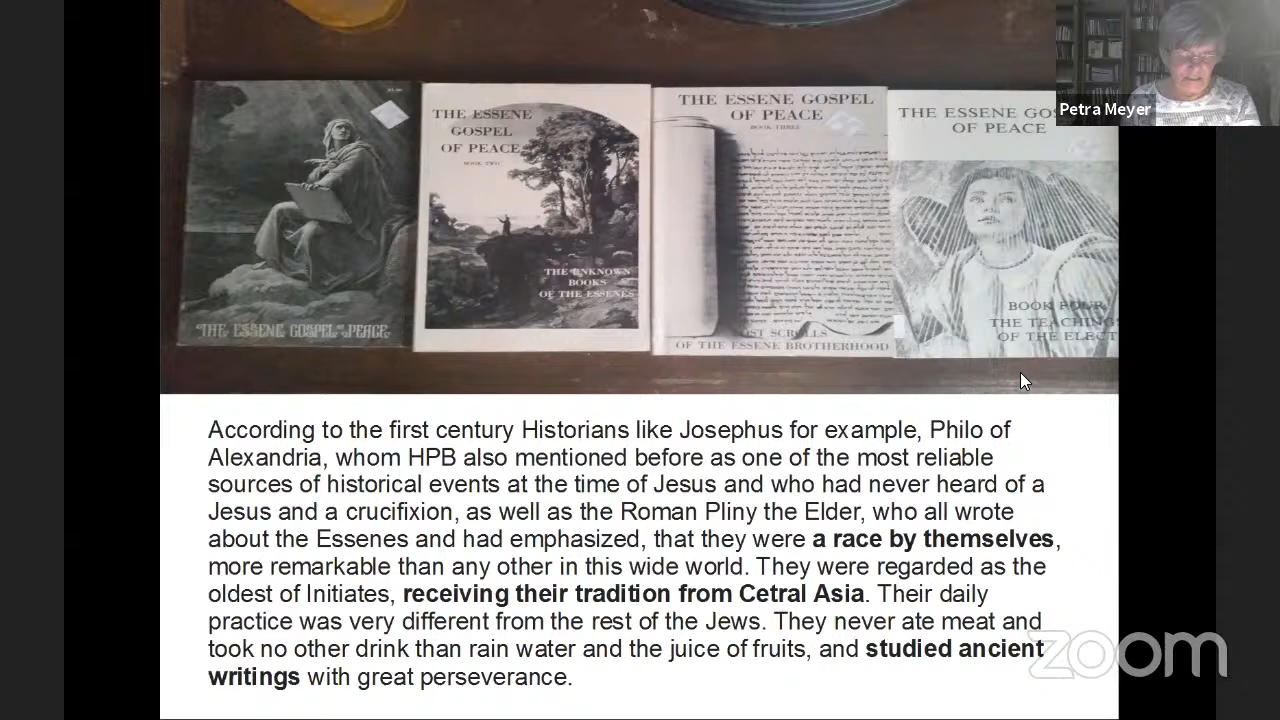 THE ESSENE GOSPEL OF PEACE
THE ESSENE
GOSPEL
OF PEACE
BOOK TWO
THE UNKNOWN
BOOKS
OF THE ESSENES
THE ESSENE GOSPEL
OF PEACE
BOOK THREE
LOST SCROLLS
OF THE ESSENE BROTHERHOOD
THE ESSENE
OF PEACE
BOOK FOUR
THE TEACHINGS
OF THE ELECT
Petra Meyer
According to the first century Historians like Josephus for example, Philo of
Alexandria, whom HPB also mentioned before as one of the most reliable
sources of historical events at the time of Jesus and who had never heard of a
Jesus and a crucifixion, as well as the Roman Pliny the Elder, who all wrote
about the Essenes and had emphasized, that they were a race by themselves,
more remarkable than any other in this wide world. They were regarded as the
oldest of Initiates, receiving their tradition from Cetral Asia. Their daily
practice was very different from the rest of the Jews. They never ate meat and
took no other drink than rain water and the juice of fruits, and studied ancient
writings with great perseverance.
zoom